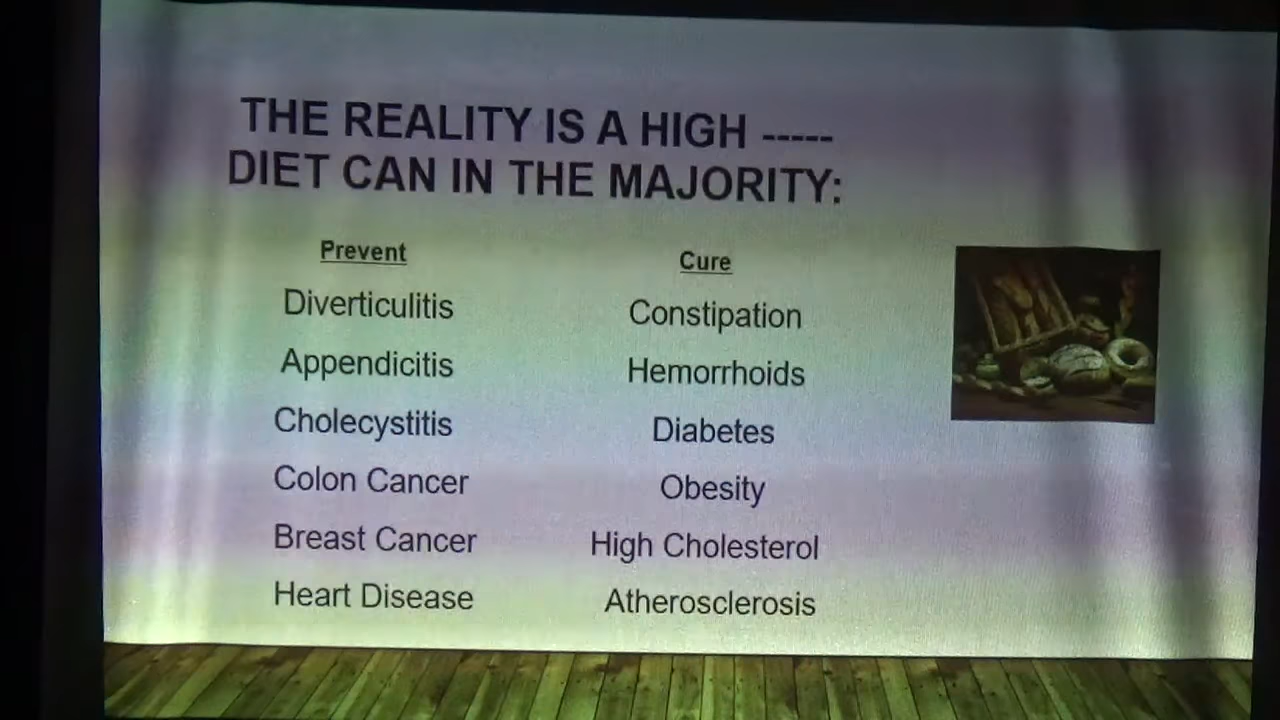 THE REALITY IS A HIGH -----
DIET CAN IN THE MAJORITY:
Prevent
Cure
Diverticulitis
Constipation
Appendicitis
Hemorrhoids
Cholecystitis
Diabetes
Colon Cancer
Obesity
Breast Cancer
High Cholesterol
Heart Disease
Atherosclerosis